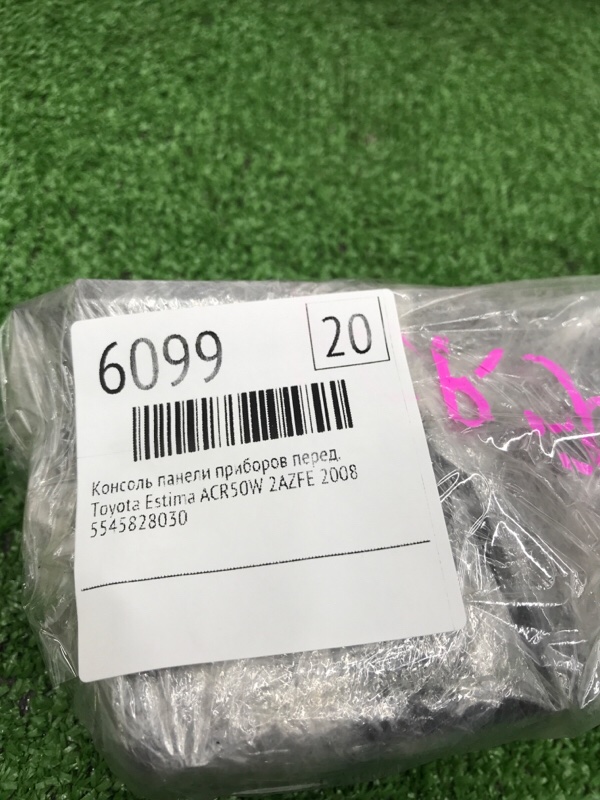 6099
20
Консоль панели приборов перед.
Toyota Estima ACR50W 2AZFE 2008
5545828030